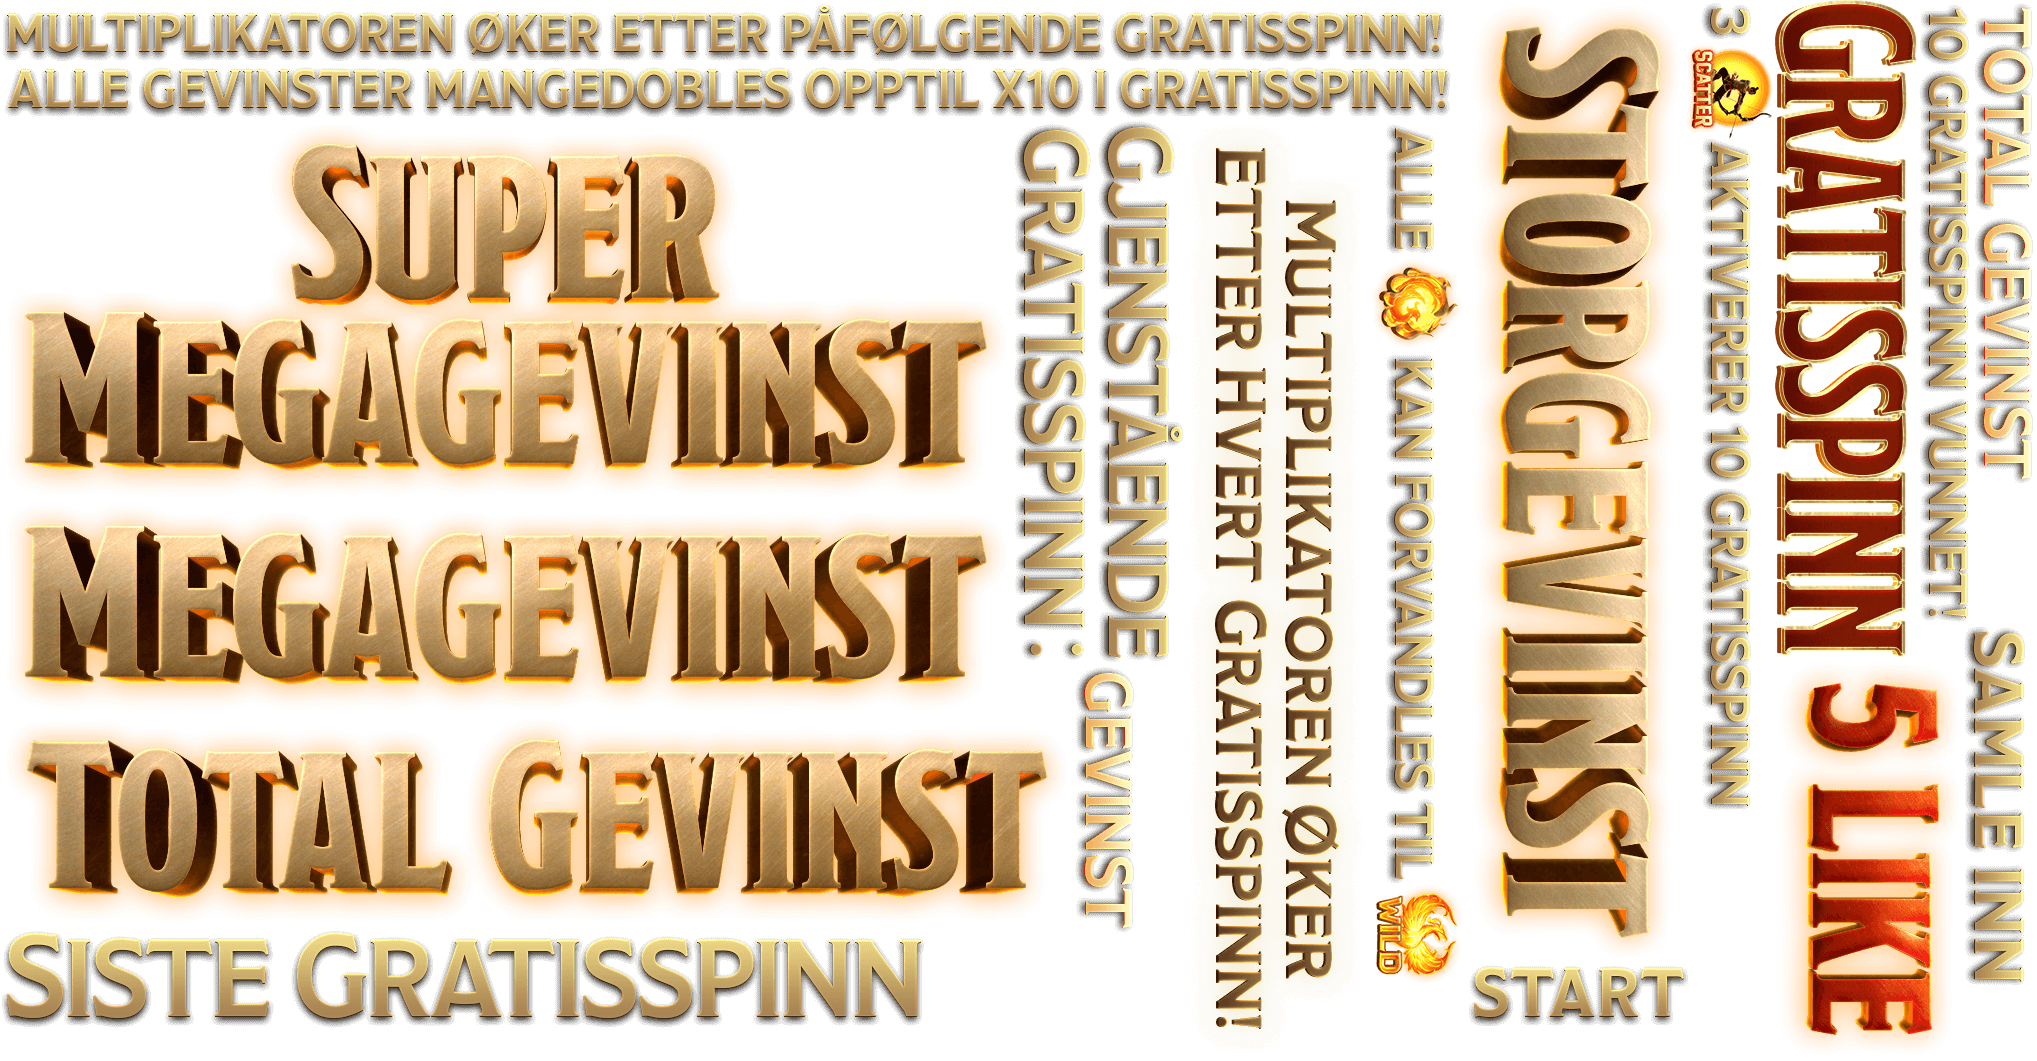 MULTIPLIKATOREN ØKER ETTER PÅFØLGENDE GRATISSPINN!
ALLE GEVINSTER MANGEDOBLES OPPTIL X10 I GRATISSPINN!
SUPER
MEGAGEVINST
MEGAGEVINST
TOTAL GEVINST
SISTE GRATISSPINN
GJENSTÅENDE
GRATISSPINN :
GEVINST
MULTIPLIKATOREN ØKER
ETTER HVERT GRATISSPINN!
ALLE KAN FORVANDLES TIL WILD
STORGEVINST
START
3 SCATTER AKTIVERER 10 GRATISSPINN
GRATISSPINN
5 LIKE
10 GRATISSPINN VUNNET!
TOTAL GEVINST
SAMLE INN